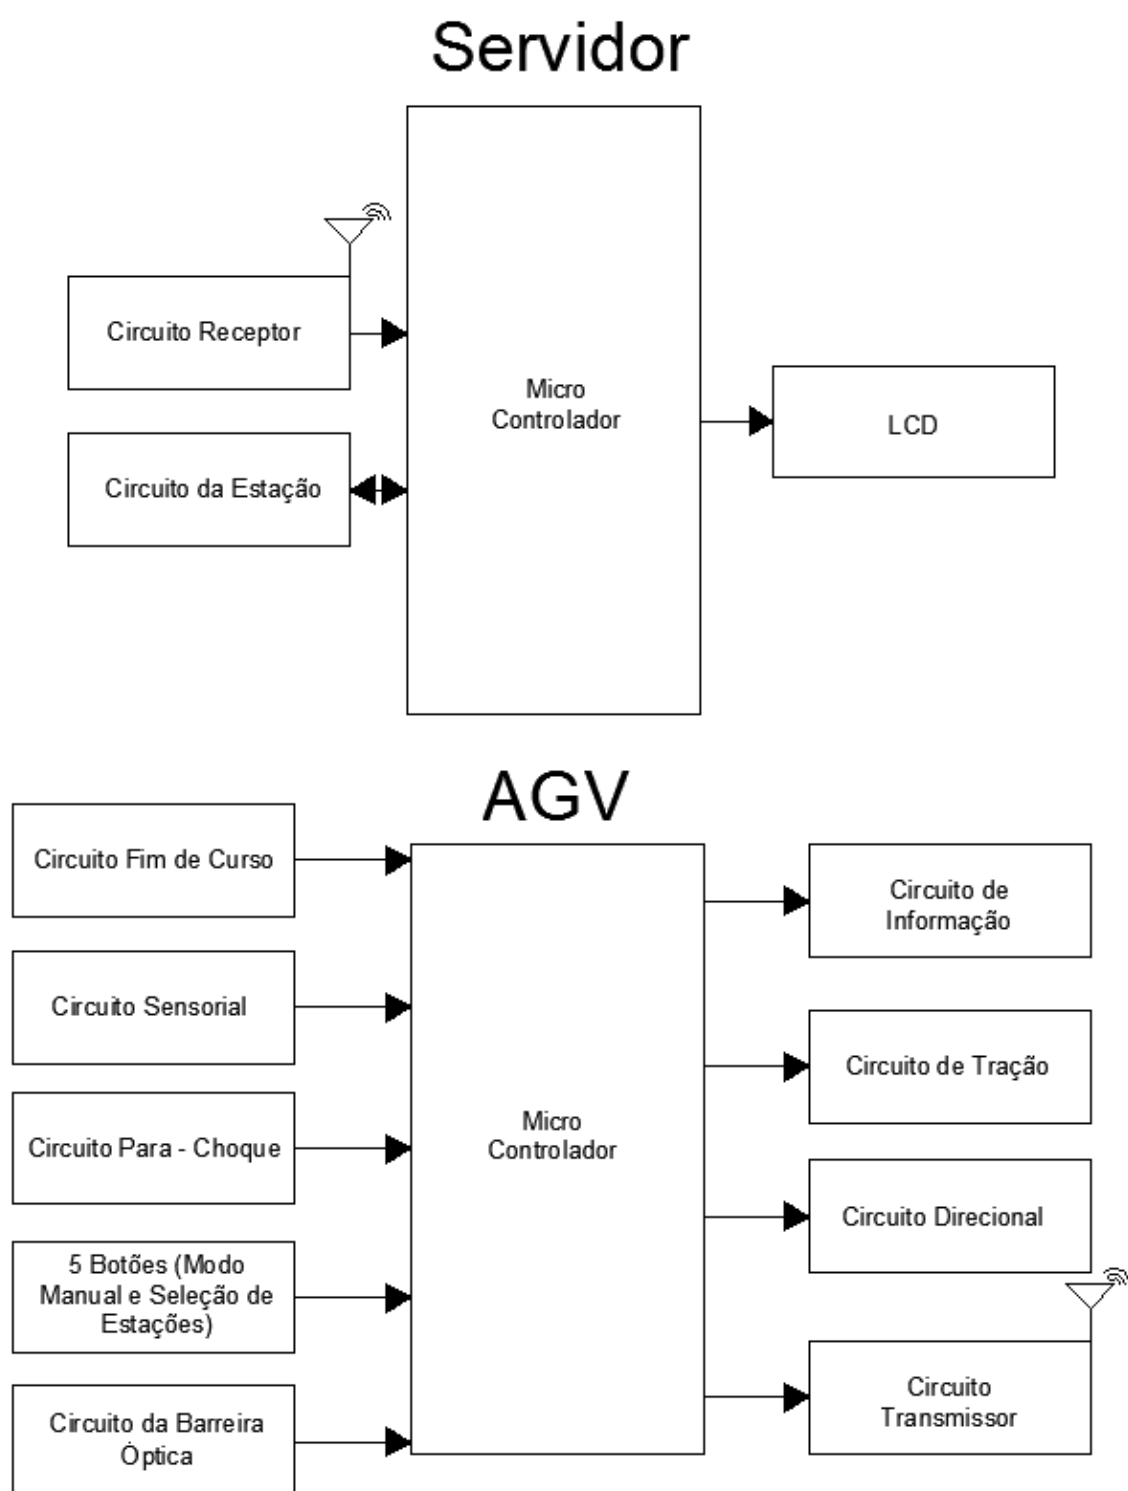 Servidor
Circuito Receptor
Micro
Controlador
LCD
Circuito da Estação
AGV
Circuito Fim de Curso
Circuito Sensorial
Circuito Para - Choque
5 Botões (Modo
Manual e Seleção de
Estações)
Circuito da Barreira
Óptica
Micro
Controlador
Circuito de
Informação
Circuito de Tração
Circuito Direcional
Circuito
Transmissor